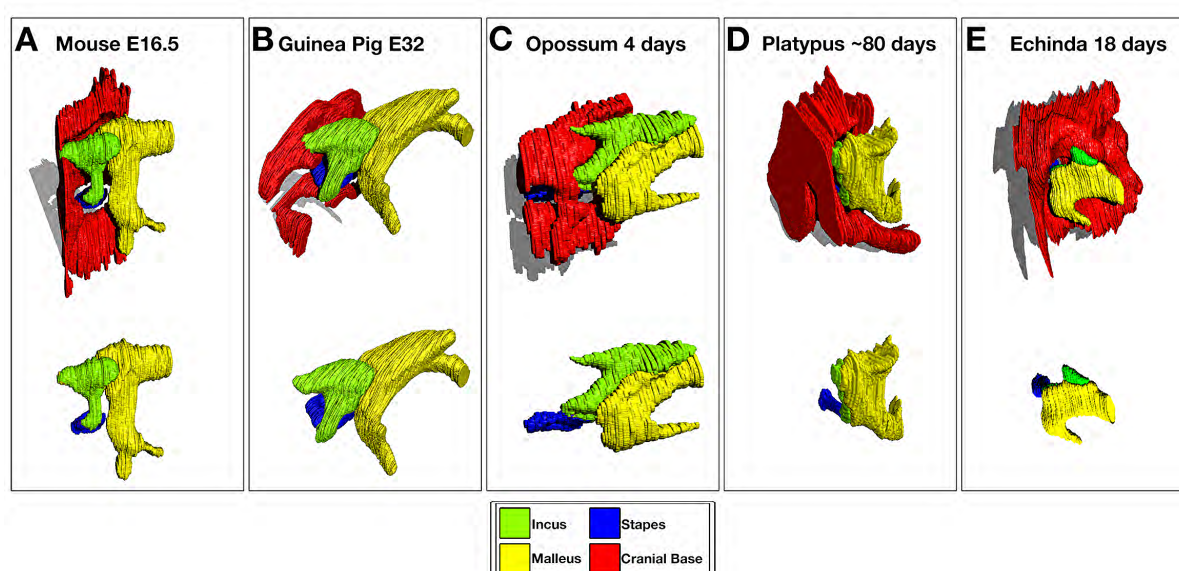 A Mouse E16.5
B Guinea Pig E32
C Opossum 4 days
D Platypus ~80 days
E Echinda 18 days
Incus
Stapes
Malleus
Cranial Base